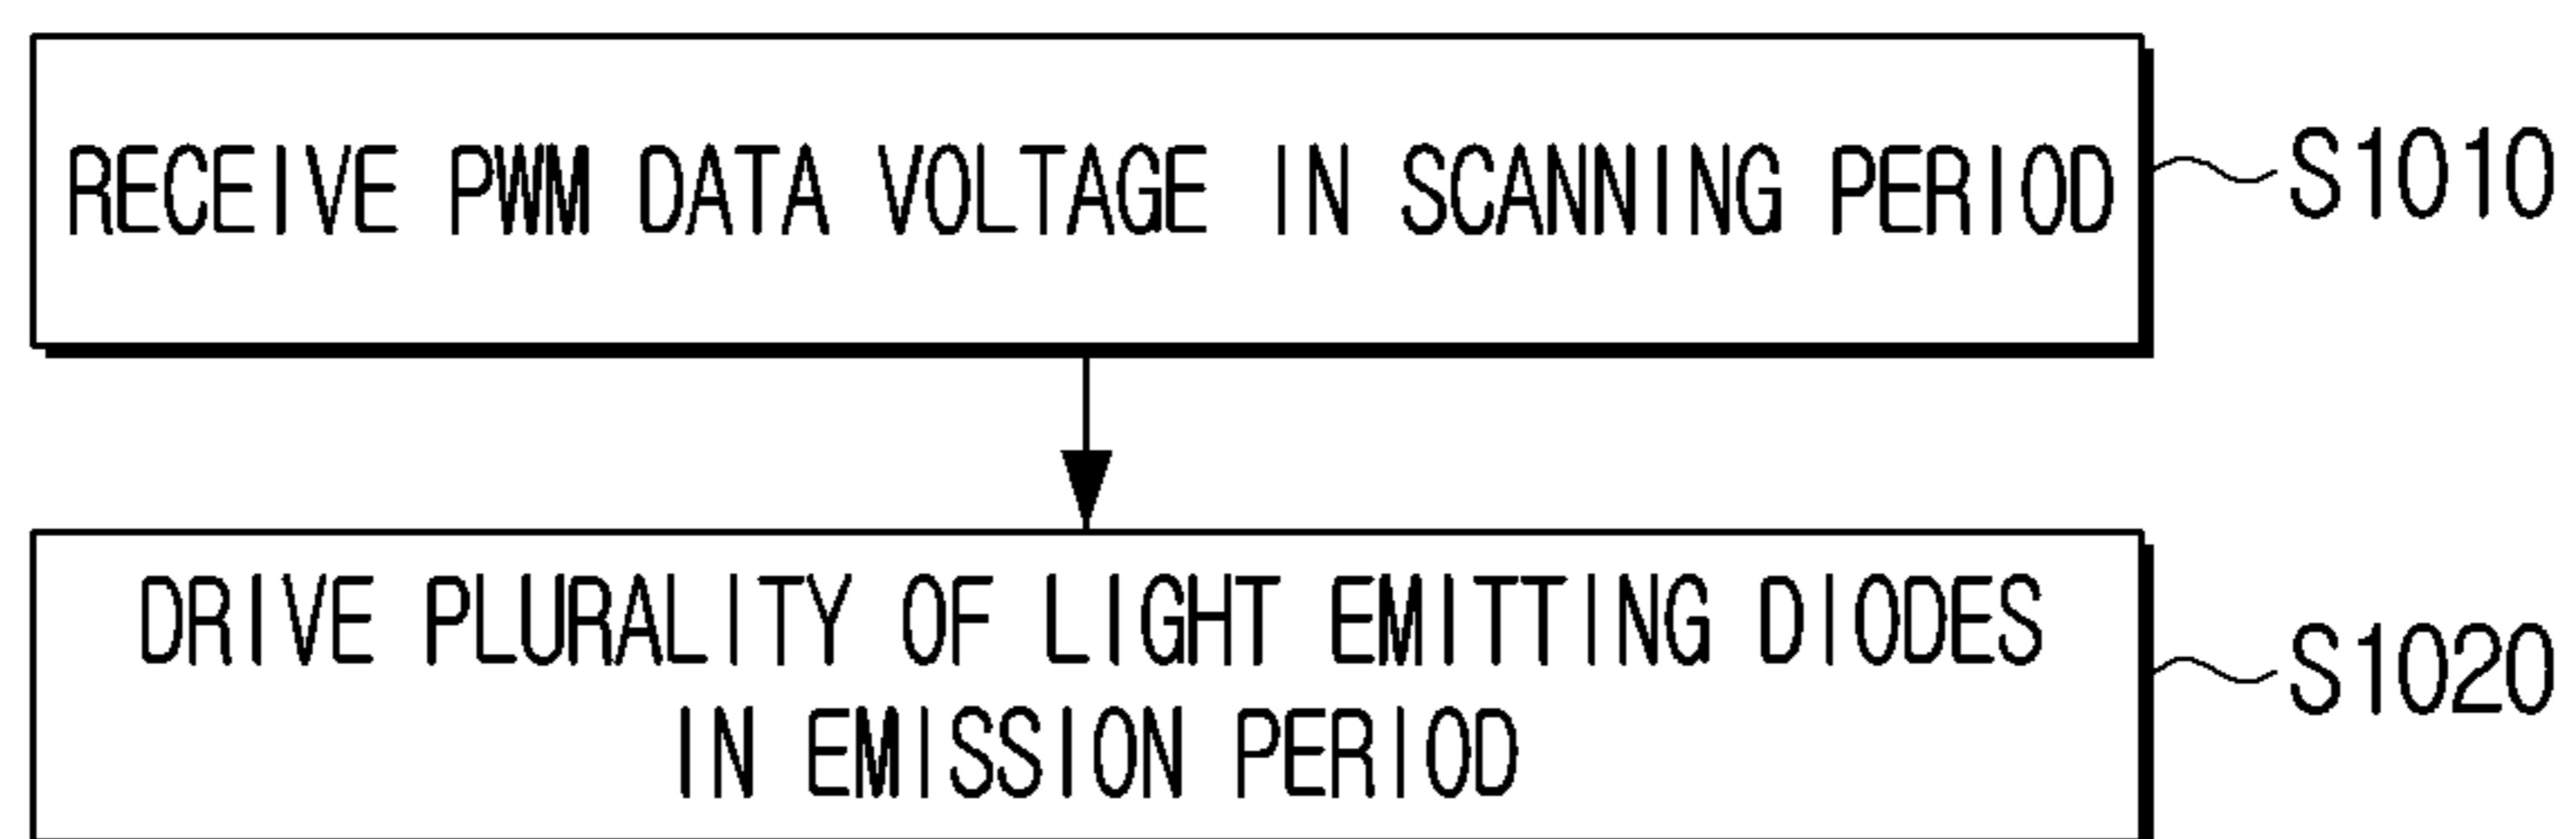 RECEIVE PWM DATA VOLTAGE IN SCANNING PERIOD
S1010
DRIVE PLURALITY OF LIGHT EMITTING DIODES
IN EMISSION PERIOD
S1020